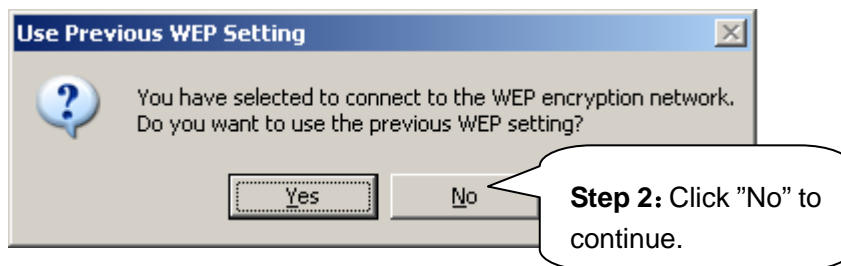 Use Previous WEP Setting
You have selected to connect to the WEP encryption network.
Do you want to use the previous WEP setting?
Yes
No
Step 2：Click ”No” to
continue.